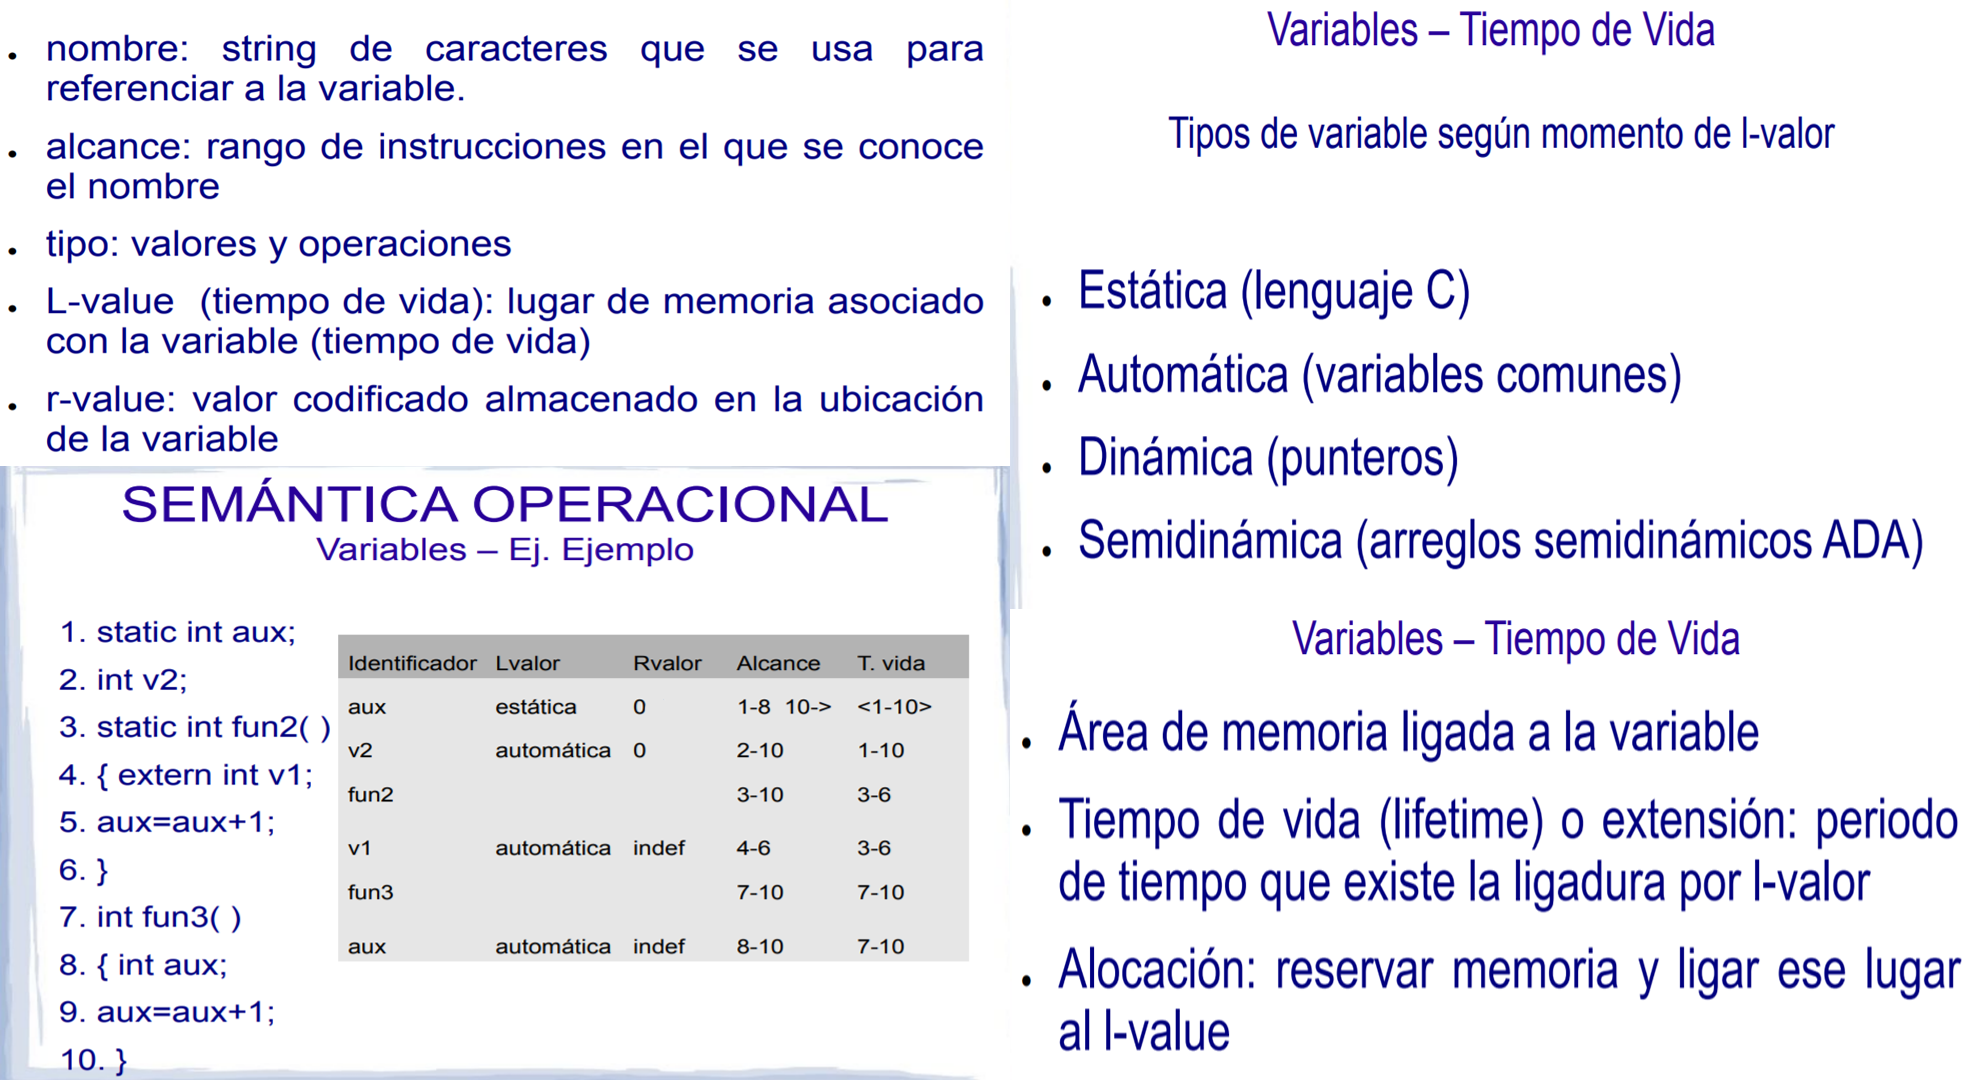 • nombre: string de caracteres que se usa para
referenciar a la variable.
• alcance: rango de instrucciones en el que se conoce
el nombre
• tipo: valores y operaciones
• L-value (tiempo de vida): lugar de memoria asociado
con la variable (tiempo de vida)
• r-value: valor codificado almacenado en la ubicación
de la variable
SEMÁNTICA OPERACIONAL
Variables – Ej. Ejemplo
1. static int aux;
2. int v2;
3. static int fun2( )
4. { extern int v1;
5. aux=aux+1;
6. }
7. int fun3( )
8. { int aux;
9. aux=aux+1;
10. }
Identificador Lvalor Rvalor Alcance T. vida
aux estática 0 1-8 10-> <1-10>
v2 automática 0 2-10 1-10
fun2 3-10 3-6
v1 automática indef 4-6 3-6
fun3 7-10 7-10
aux automática indef 8-10 7-10
Variables – Tiempo de Vida
Tipos de variable según momento de l-valor
• Estática (lenguaje C)
• Automática (variables comunes)
• Dinámica (punteros)
• Semidinámica (arreglos semidinámicos ADA)
Variables – Tiempo de Vida
• Área de memoria ligada a la variable
• Tiempo de vida (lifetime) o extensión: periodo
de tiempo que existe la ligadura por l-valor
• Alocación: reservar memoria y ligar ese lugar
al l-value